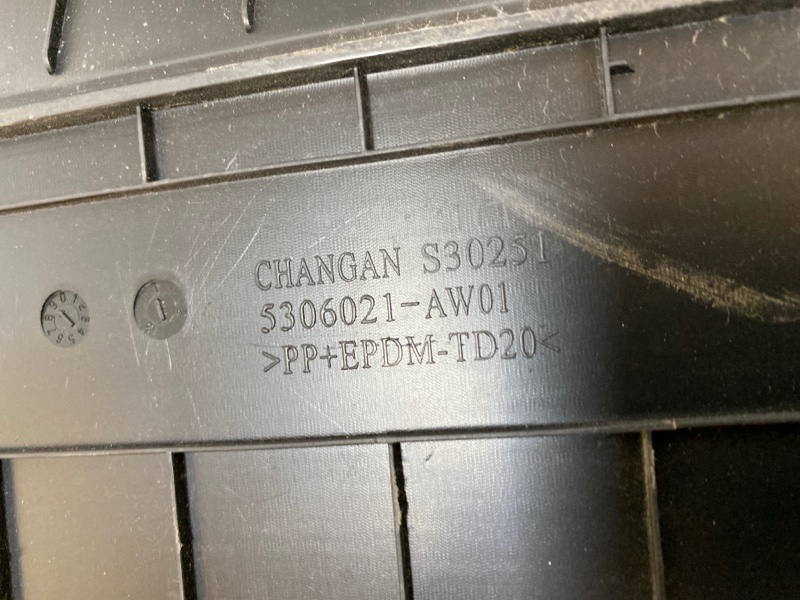 CHANGAN S30251
5306021-AW01
>PP+EPDM-TD20<